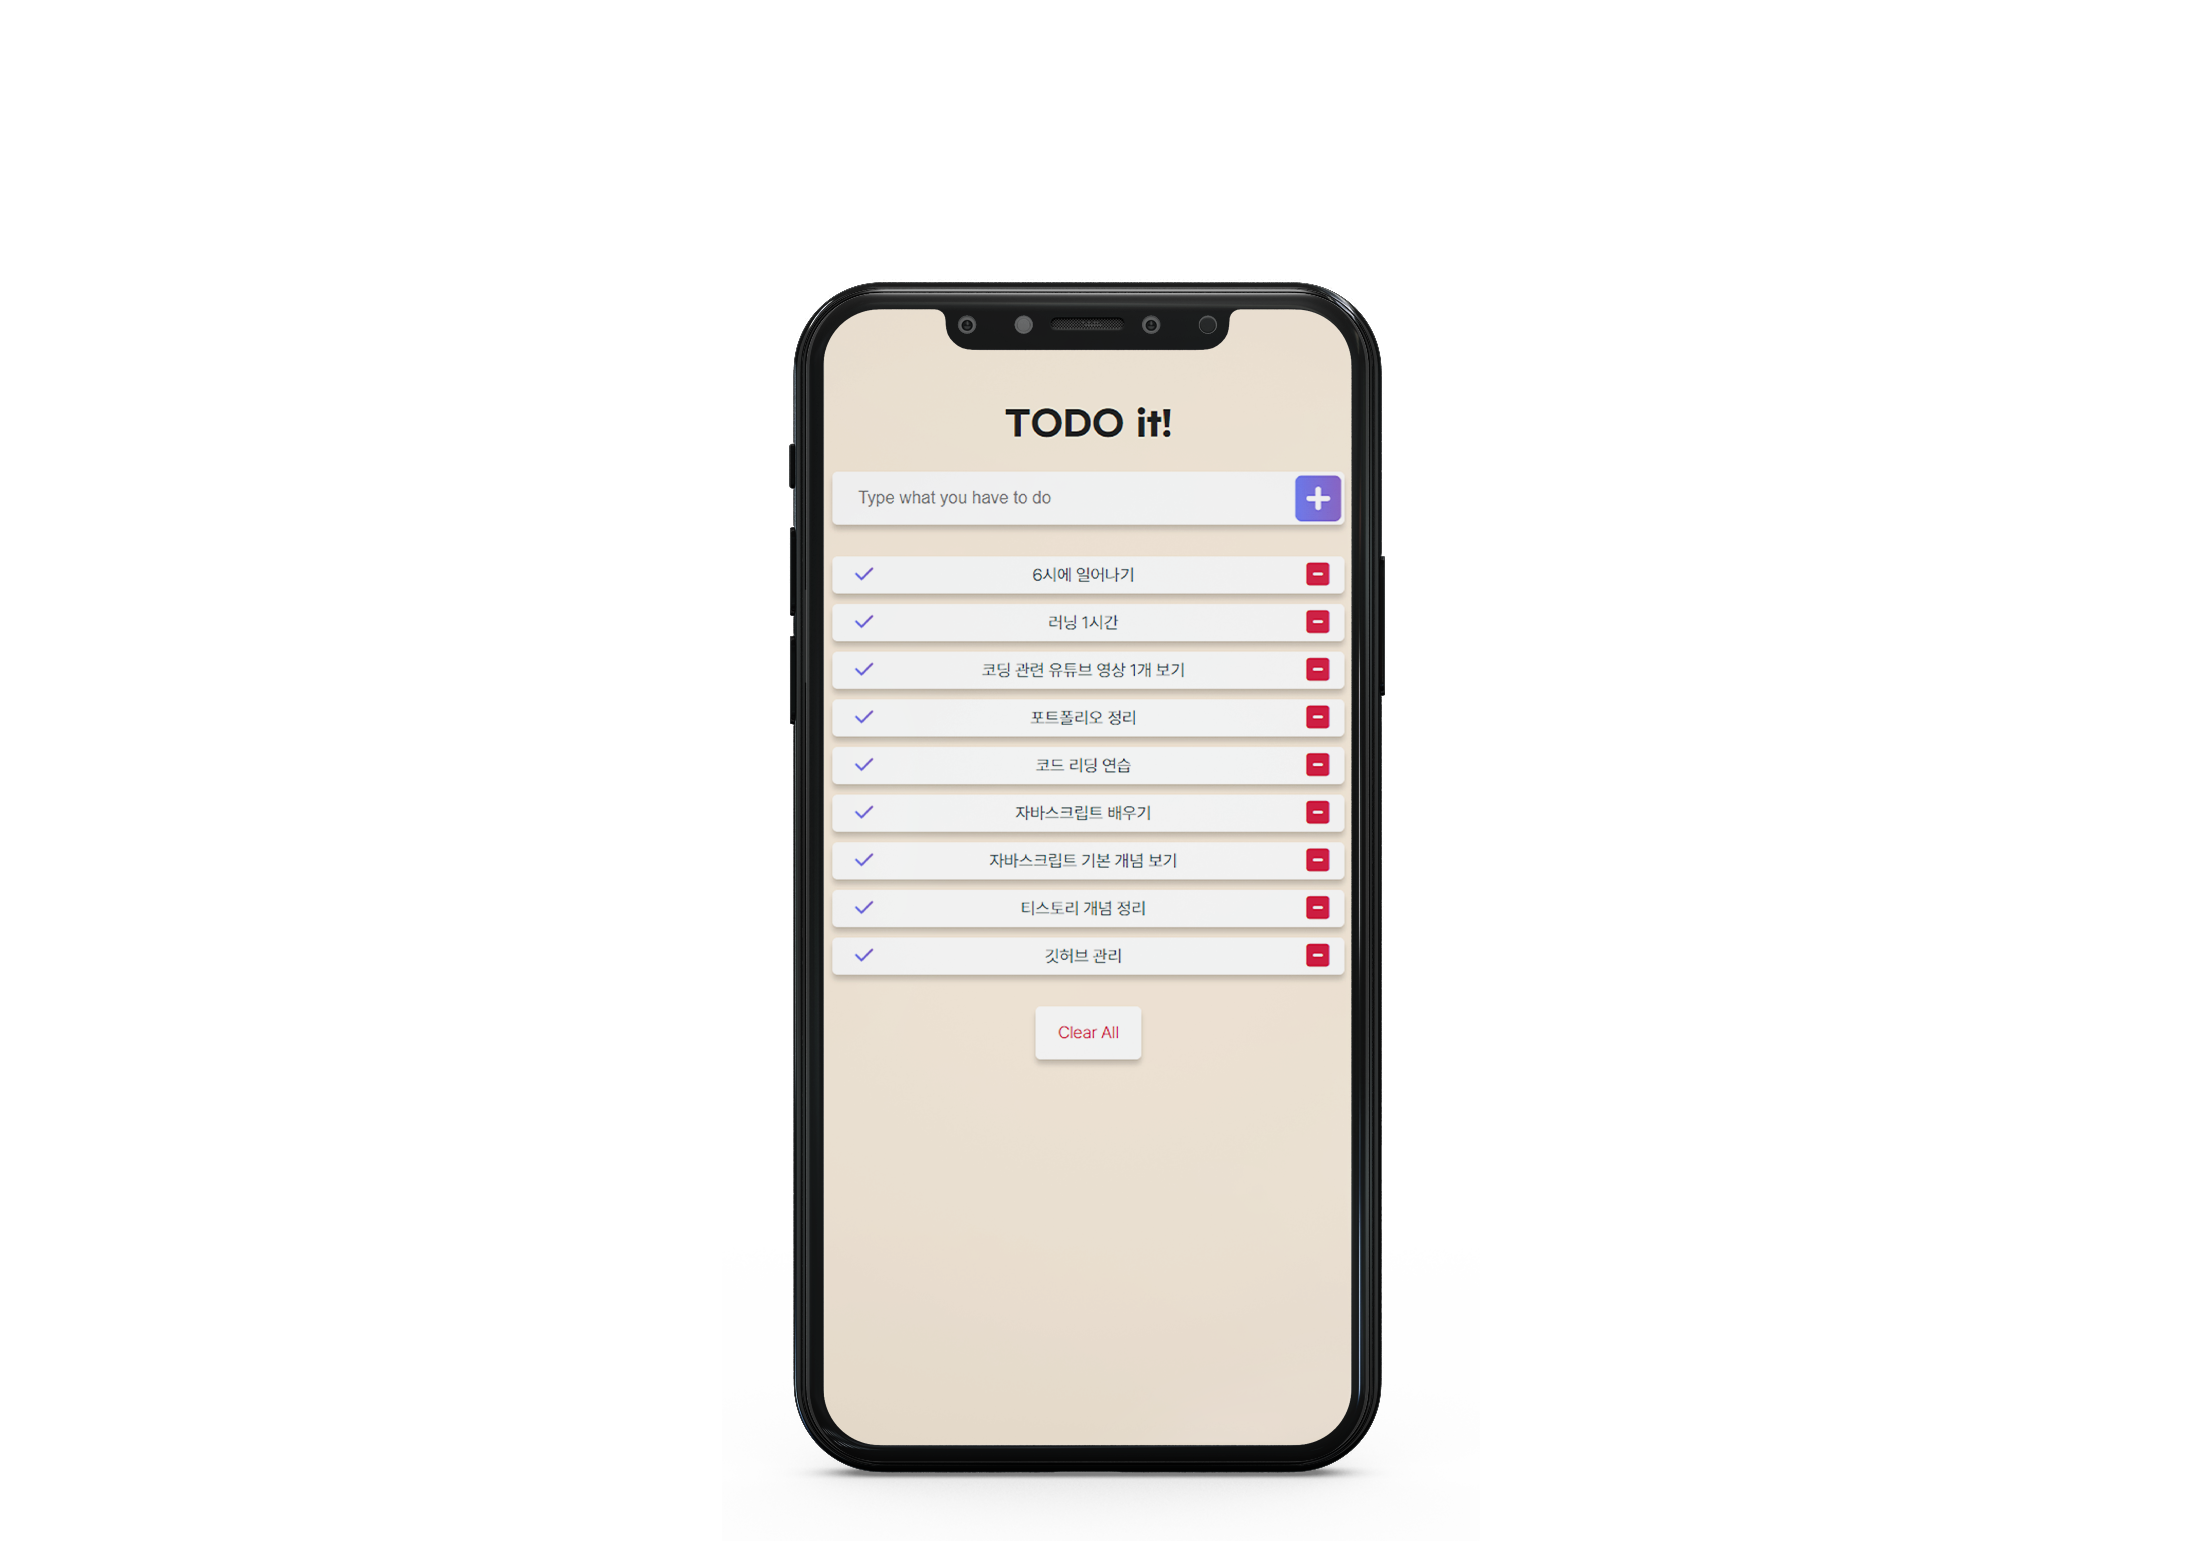 TODO it!
Type what you have to do
6시에 일어나기
러닝 1시간
코딩 관련 유튜브 영상 1개 보기
포트폴리오 정리
코드 리딩 연습
자바스크립트 배우기
자바스크립트 기본 개념 보기
티스토리 개념 정리
깃허브 관리
Clear All